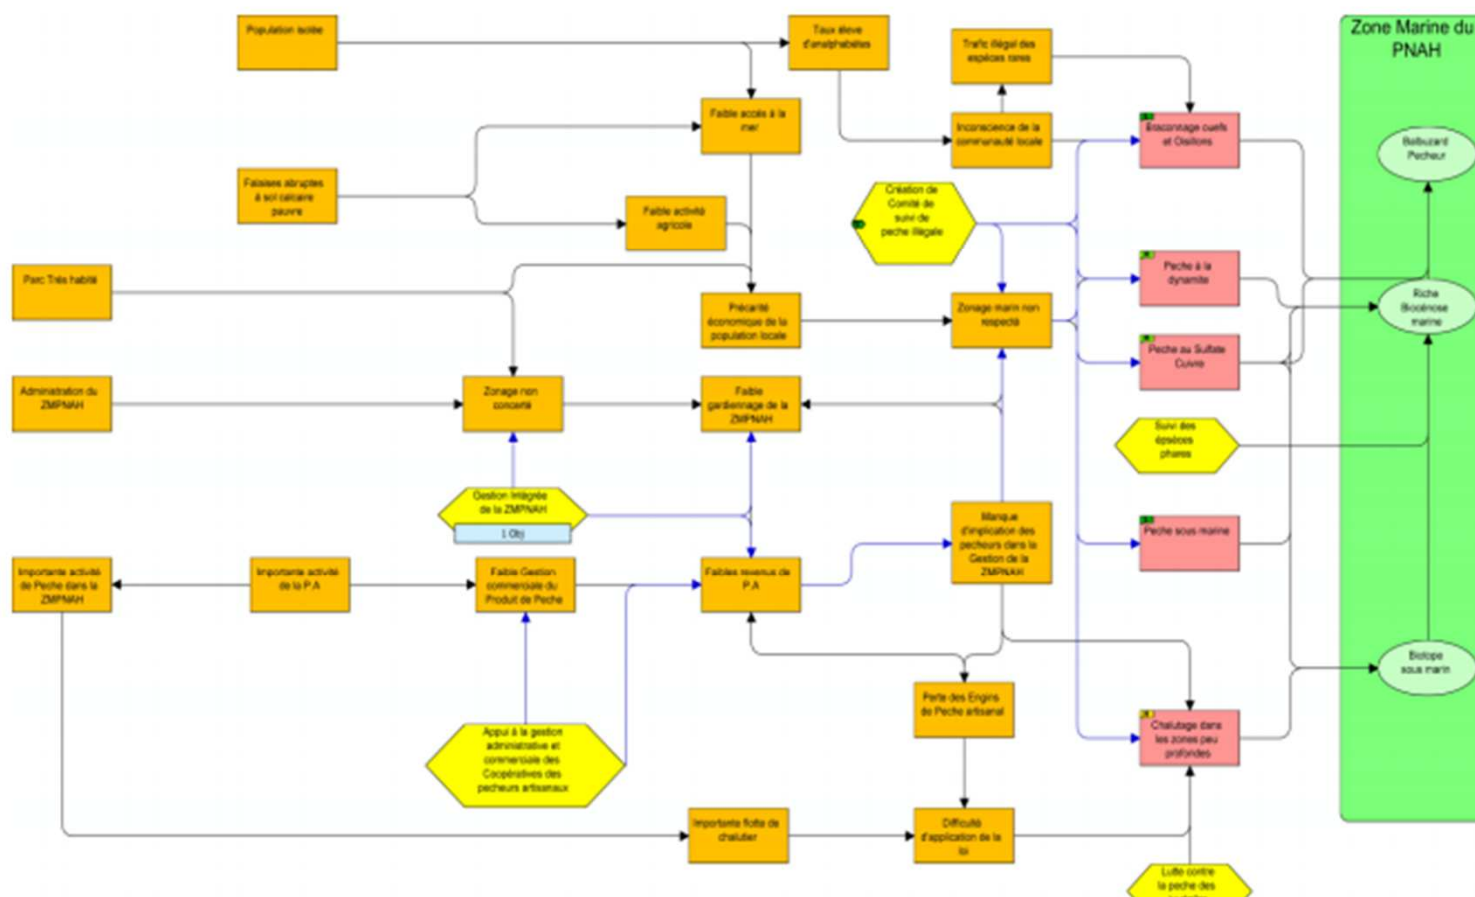 Population isolée
Taux élevé
d'analphabètes
Trafic illégal des
espèces rares
Zone Marine du
PNAH
Faible accès à la
mer
Inconscience de la
communauté locale
Braconnage ouefs
et Oisillons
Balbuzard
Pecheur
Falaises abruptes
à sol calcaire
pauvre
Faible activité
agricole
Création de
Comité de
suivi de
peche illégale
Parc Trés habité
Précarité
économique de la
population locale
Zonage marin non
respecté
Peche à la
dynamite
Riche
Biocénose
marine
Peche au Sulfate
Cuivre
Administration du
ZMPNAH
Zonage non
concerté
Faible
gardiennage de la
ZMPNAH
Suivi des
épséces
phares
Gestion Intégrée
de la ZMPNAH
1 Obj
Manque
d'implication des
pecheurs dans la
Gestion de la
ZMPNAH
Peche sous marine
Importante activité
de Peche dans la
ZMPNAH
Importante activité
de la P.A
Faible Gestion
commerciale du
Produit de Peche
Faibles revenus de
P.A
Biotope
sous marin
Perte des Engins
de Peche artisanal
Chalutage dans
les zones peu
profondes
Appui à la gestion
administrative et
commerciale des
Coopératives des
pecheurs artisanaux
Importante flotte de
chalutier
Difficulté
d'application de la
loi
Lutte contre
la peche des